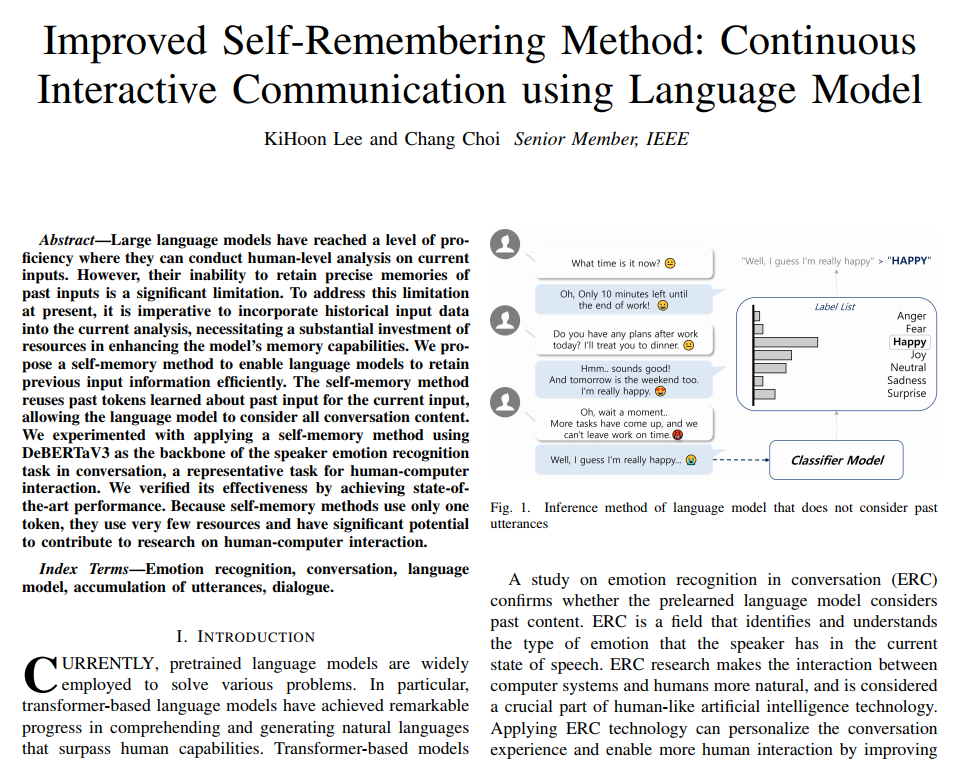 Improved Self-Remembering Method: Continuous
Interactive Communication using Language Model
KiHoon Lee and Chang Choi Senior Member, IEEE
Abstract—Large language models have reached a level of pro-
ficiency where they can conduct human-level analysis on current
inputs. However, their inability to retain precise memories of
past inputs is a significant limitation. To address this limitation
at present, it is imperative to incorporate historical input data
into the current analysis, necessitating a substantial investment of
resources in enhancing the model's memory capabilities. We pro-
pose a self-memory method to enable language models to retain
previous input information efficiently. The self-memory method
reuses past tokens learned about past input for the current input,
allowing the language model to consider all conversation content.
We experimented with applying a self-memory method using
DeBERTaV3 as the backbone of the speaker emotion recognition
task in conversation, a representative task for human-computer
interaction. We verified its effectiveness by achieving state-of-
the-art performance. Because self-memory methods use only one
token, they use very few resources and have significant potential
to contribute to research on human-computer interaction.
Index Terms—Emotion recognition, conversation, language
model, accumulation of utterances, dialogue.
I. INTRODUCTION
CURRENTLY, pretrained language models are widely
employed to solve various problems. In particular,
transformer-based language models have achieved remarkable
progress in comprehending and generating natural languages
that surpass human capabilities. Transformer-based models
What time is it now? 😐
Oh, Only 10 minutes left until
the end of work! 😀
Do you have any plans after work
today? I'll treat you to dinner. 😐
Hmm.. sounds good!
And tomorrow is the weekend too.
I'm really happy. 😍
Oh, wait a moment..
More tasks have come up, and we
can't leave work on time.🤬
Well, I guess I'm really happy... 😭
"Well, I guess I'm really happy" > "HAPPY"
Label List
Anger
Fear
Happy
Joy
Neutral
Sadness
Surprise
Classifier Model
Fig. 1. Inference method of language model that does not consider past
utterances
A study on emotion recognition in conversation (ERC)
confirms whether the prelearned language model considers
past content. ERC is a field that identifies and understands
the type of emotion that the speaker has in the current
state of speech. ERC research makes the interaction between
computer systems and humans more natural, and is considered
a crucial part of human-like artificial intelligence technology.
Applying ERC technology can personalize the conversation
experience and enable more human interaction by improving